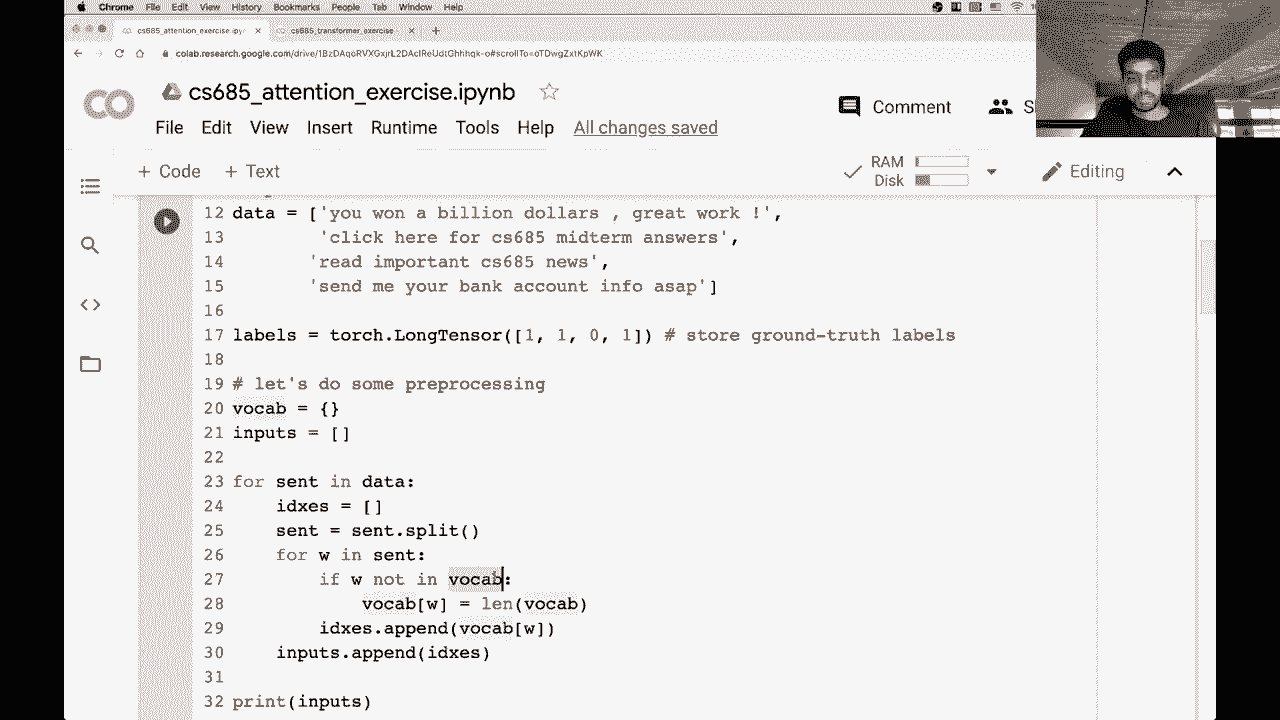 Chrome File Edit View History Bookmarks People Tab Window Help
cs685_attention_exercise.ipy
cs685_transformer_exercise
colab.research.google.com/drive/
CO
cs685_attention_exercise.ipynb
File Edit View Insert Runtime Tools Help All changes saved
Comment
S
+ Code + Text
RAM
Disk
Editing
12 data = ['you won a billion dollars , great work !',
13 'click here for cs685 midterm answers',
14 'read important cs685 news',
15 'send me your bank account info asap']
16
17 labels = torch.LongTensor([1, 1, 0, 1]) # store ground-truth labels
18
19 # let's do some preprocessing
20 vocab = {}
21 inputs = []
22
23 for sent in data:
24 idxes = []
25 sent = sent.split()
26 for w in sent:
27 if w not in vocab:
28 vocab[w] = len(vocab)
29 idxes.append(vocab[w])
30 inputs.append(idxes)
31
32 print(inputs)